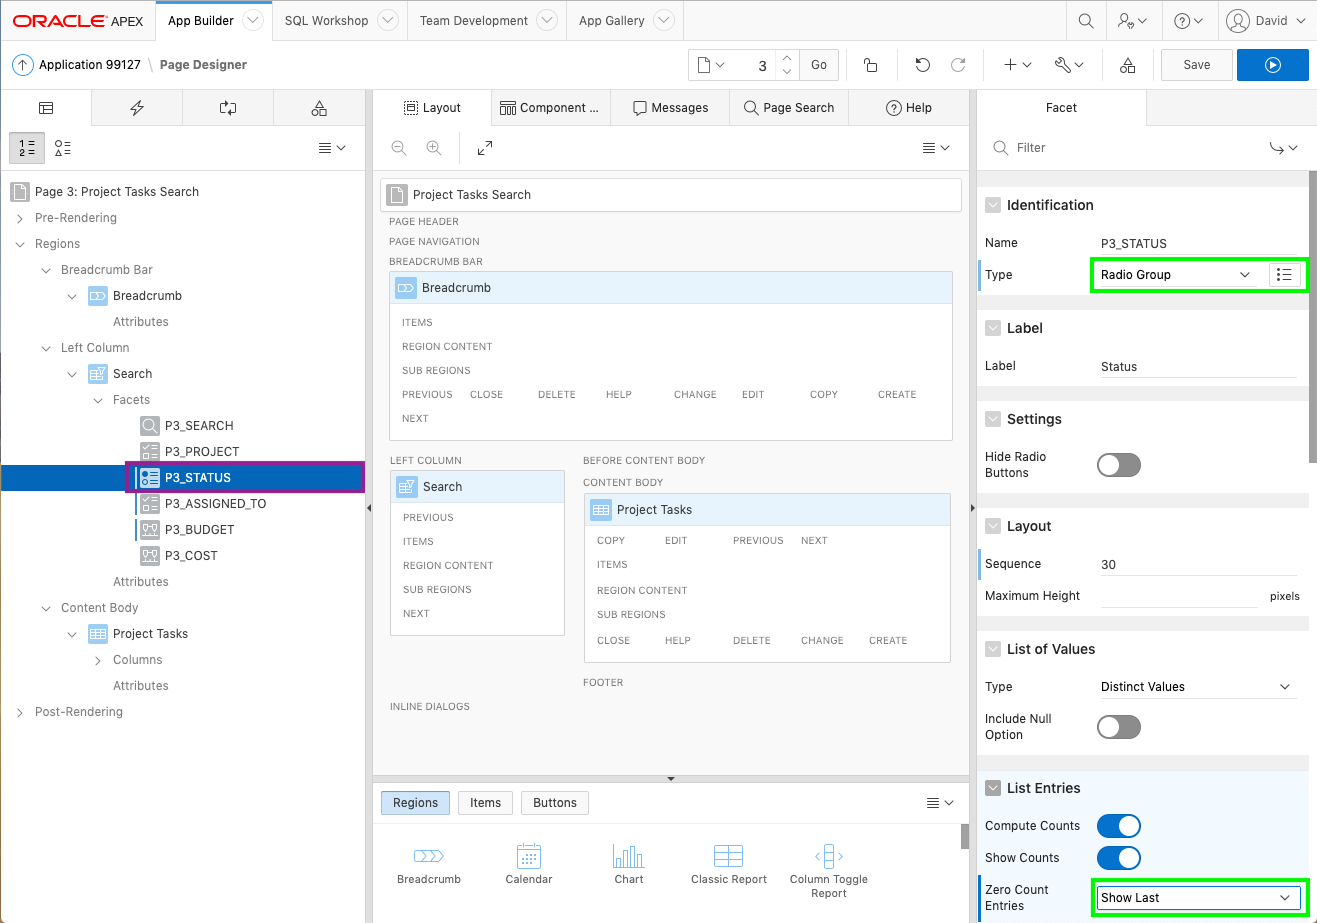 ORACLE APEX App Builder SQL Workshop Team Development App Gallery David
Application 99127 \ Page Designer 3 Go Save
Layout Component ... Messages Page Search Help
Facet
1
2
Filter
Page 3: Project Tasks Search
Pre-Rendering
Regions
Breadcrumb Bar
Breadcrumb
Attributes
Left Column
Search
Facets
P3_SEARCH
P3_PROJECT
P3_STATUS
P3_ASSIGNED_TO
P3_BUDGET
P3_COST
Attributes
Content Body
Project Tasks
Columns
Attributes
Post-Rendering
Project Tasks Search
PAGE HEADER
PAGE NAVIGATION
BREADCRUMB BAR
Breadcrumb
ITEMS
REGION CONTENT
SUB REGIONS
PREVIOUS CLOSE DELETE HELP CHANGE EDIT COPY CREATE
NEXT
LEFT COLUMN
Search
PREVIOUS
ITEMS
REGION CONTENT
SUB REGIONS
NEXT
BEFORE CONTENT BODY
CONTENT BODY
Project Tasks
COPY EDIT PREVIOUS NEXT
ITEMS
REGION CONTENT
SUB REGIONS
CLOSE HELP DELETE CHANGE CREATE
FOOTER
INLINE DIALOGS
Regions Items Buttons
Breadcrumb Calendar Chart Classic Report Column Toggle
Report
Identification
Name P3_STATUS
Type Radio Group
Label
Label Status
Settings
Hide Radio
Buttons
Layout
Sequence 30
Maximum Height pixels
List of Values
Type Distinct Values
Include Null
Option
List Entries
Compute Counts
Show Counts
Zero Count
Entries
Show Last